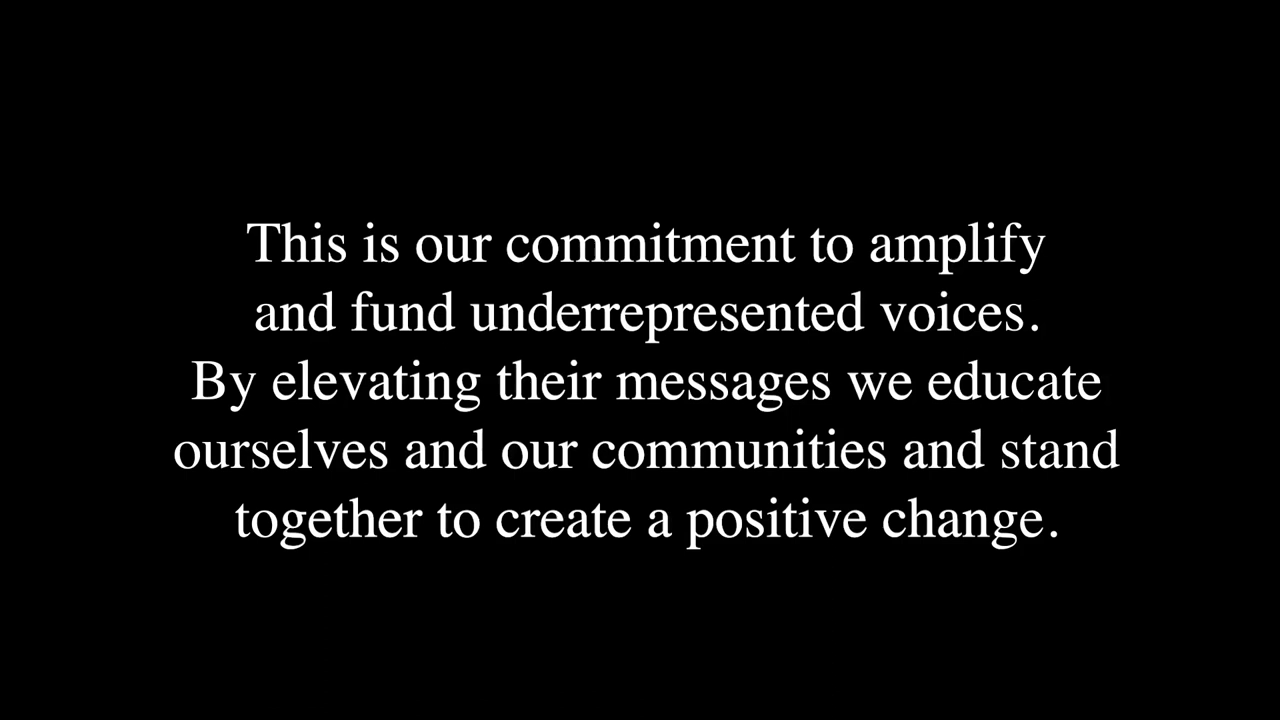 This is our commitment to amplify
and fund underrepresented voices.
By elevating their messages we educate
ourselves and our communities and stand
together to create a positive change.